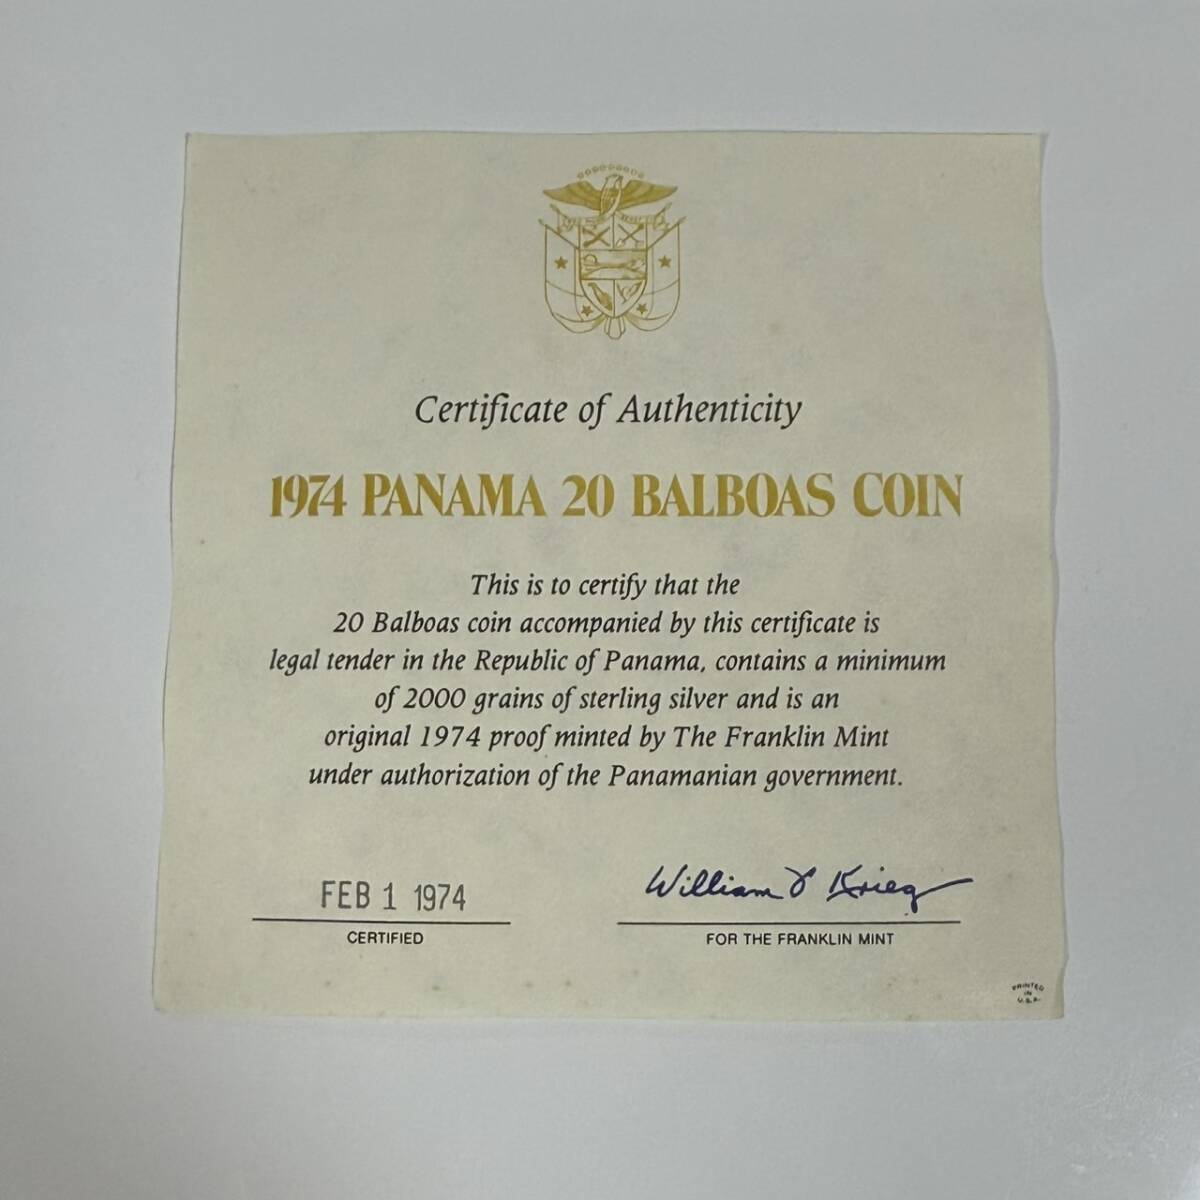 Certificate of Authenticity
1974 PANAMA 20 BALBOAS COIN
This is to certify that the
20 Balboas coin accompanied by this certificate is
legal tender in the Republic of Panama, contains a minimum
of 2000 grains of sterling silver and is an
original 1974 proof minted by The Franklin Mint
under authorization of the Panamanian government.
FEB 1 1974
William Krieg
CERTIFIED
FOR THE FRANKLIN MINT
PRINTED
IN
U.S.A.